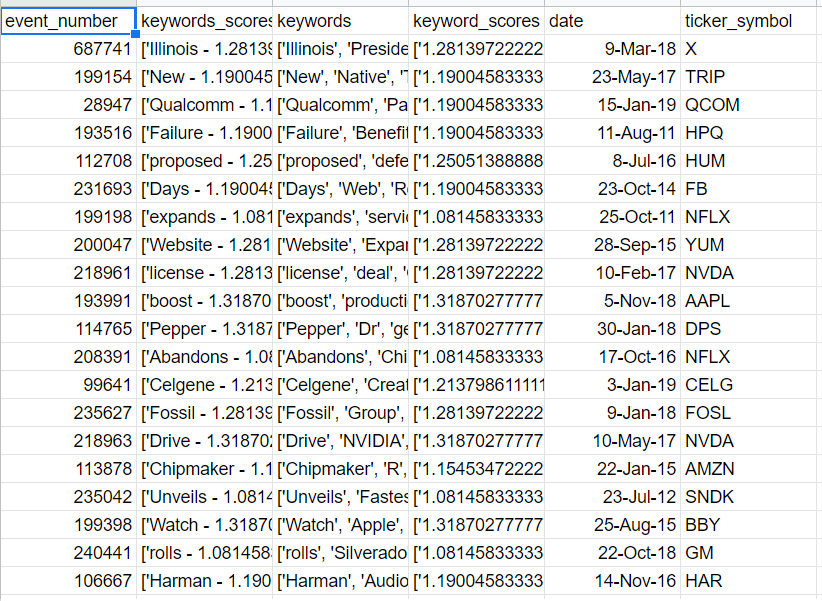 event_number keywords_scores keywords keyword_scores date ticker_symbol
687741 ['Illinois - 1.28139 ['Illinois', 'Preside ['1.28139722222 9-Mar-18 X
199154 ['New - 1.190045 ['New', 'Native', 'T ['1.19004583333 23-May-17 TRIP
28947 ['Qualcomm - 1.1 ['Qualcomm', 'Pa ['1.19004583333 15-Jan-19 QCOM
193516 ['Failure - 1.1900 ['Failure', 'Benefit ['1.19004583333 11-Aug-11 HPQ
112708 ['proposed - 1.25 ['proposed', 'defe ['1.25051388888 8-Jul-16 HUM
231693 ['Days - 1.190045 ['Days', 'Web', 'R ['1.19004583333 23-Oct-14 FB
199198 ['expands - 1.081 ['expands', 'servic ['1.08145833333 25-Oct-11 NFLX
200047 ['Website - 1.281 ['Website', 'Expan ['1.28139722222 28-Sep-15 YUM
218961 ['license - 1.2813 ['license', 'deal', ' ['1.28139722222 10-Feb-17 NVDA
193991 ['boost - 1.31870 ['boost', 'producti ['1.31870277777 5-Nov-18 AAPL
114765 ['Pepper - 1.3187 ['Pepper', 'Dr', 'ge ['1.31870277777 30-Jan-18 DPS
208391 ['Abandons - 1.08 ['Abandons', 'Chi ['1.08145833333 17-Oct-16 NFLX
99641 ['Celgene - 1.213 ['Celgene', 'Creat ['1.213798611111 3-Jan-19 CELG
235627 ['Fossil - 1.28139 ['Fossil', 'Group', ['1.28139722222 9-Jan-18 FOSL
218963 ['Drive - 1.31870 ['Drive', 'NVIDIA', ['1.31870277777 10-May-17 NVDA
113878 ['Chipmaker - 1.1 ['Chipmaker', 'R', ['1.15453472222 22-Jan-15 AMZN
235042 ['Unveils - 1.0814 ['Unveils', 'Fastes ['1.08145833333 23-Jul-12 SNDK
199398 ['Watch - 1.31870 ['Watch', 'Apple', ['1.31870277777 25-Aug-15 BBY
240441 ['rolls - 1.081458 ['rolls', 'Silverado ['1.08145833333 22-Oct-18 GM
106667 ['Harman - 1.190 ['Harman', 'Audio ['1.19004583333 14-Nov-16 HAR